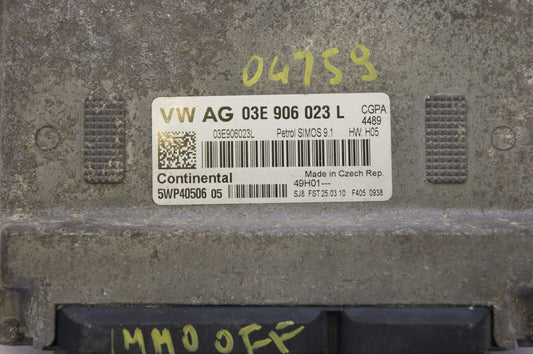 04759
VW AG 03E 906 023 L
CGPA
4489
03E906023L Petrol SIMOS 9.1 HW: H05
Continental
Made in Czech Rep.
5WP40506 05
49H01---
SJ8 FST 25.03.10 F405 0938
IMMO OFF